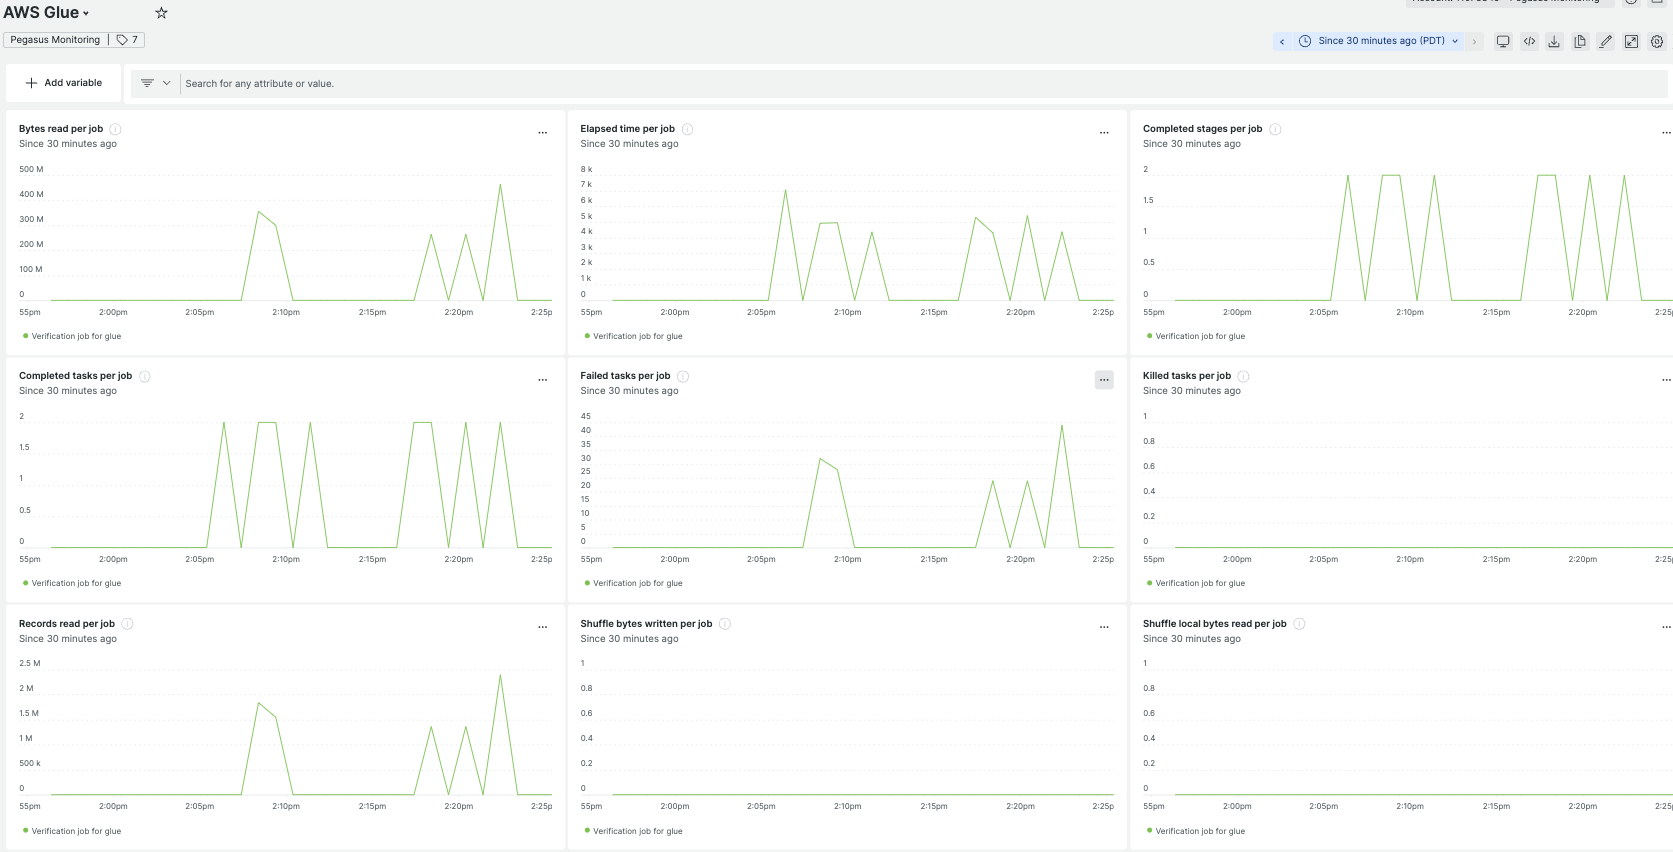 AWS Glue
Pegasus Monitoring | 7
Since 30 minutes ago (PDT)
Add variable
Search for any attribute or value.
Bytes read per job
Since 30 minutes ago
500 M
400 M
300 M
200 M
100 M
0
55pm 2:00pm 2:05pm 2:10pm 2:15pm 2:20pm 2:25p
Verification job for glue
Elapsed time per job
Since 30 minutes ago
8 k
7 k
6 k
5 k
4 k
3 k
2 k
1 k
0
55pm 2:00pm 2:05pm 2:10pm 2:15pm 2:20pm 2:25p
Verification job for glue
Completed stages per job
Since 30 minutes ago
2
1.5
1
0.5
0
55pm 2:00pm 2:05pm 2:10pm 2:15pm 2:20pm 2:25p
Verification job for glue
Completed tasks per job
Since 30 minutes ago
2
1.5
1
0.5
0
55pm 2:00pm 2:05pm 2:10pm 2:15pm 2:20pm 2:25p
Verification job for glue
Failed tasks per job
Since 30 minutes ago
45
40
35
30
25
20
15
10
5
0
55pm 2:00pm 2:05pm 2:10pm 2:15pm 2:20pm 2:25p
Verification job for glue
Killed tasks per job
Since 30 minutes ago
1
0.8
0.6
0.4
0.2
0
55pm 2:00pm 2:05pm 2:10pm 2:15pm 2:20pm 2:25p
Verification job for glue
Records read per job
Since 30 minutes ago
2.5 M
2 M
1.5 M
1 M
500 k
0
55pm 2:00pm 2:05pm 2:10pm 2:15pm 2:20pm 2:25p
Verification job for glue
Shuffle bytes written per job
Since 30 minutes ago
1
0.8
0.6
0.4
0.2
0
55pm 2:00pm 2:05pm 2:10pm 2:15pm 2:20pm 2:25p
Verification job for glue
Shuffle local bytes read per job
Since 30 minutes ago
1
0.8
0.6
0.4
0.2
0
55pm 2:00pm 2:05pm 2:10pm 2:15pm 2:20pm 2:25p
Verification job for glue